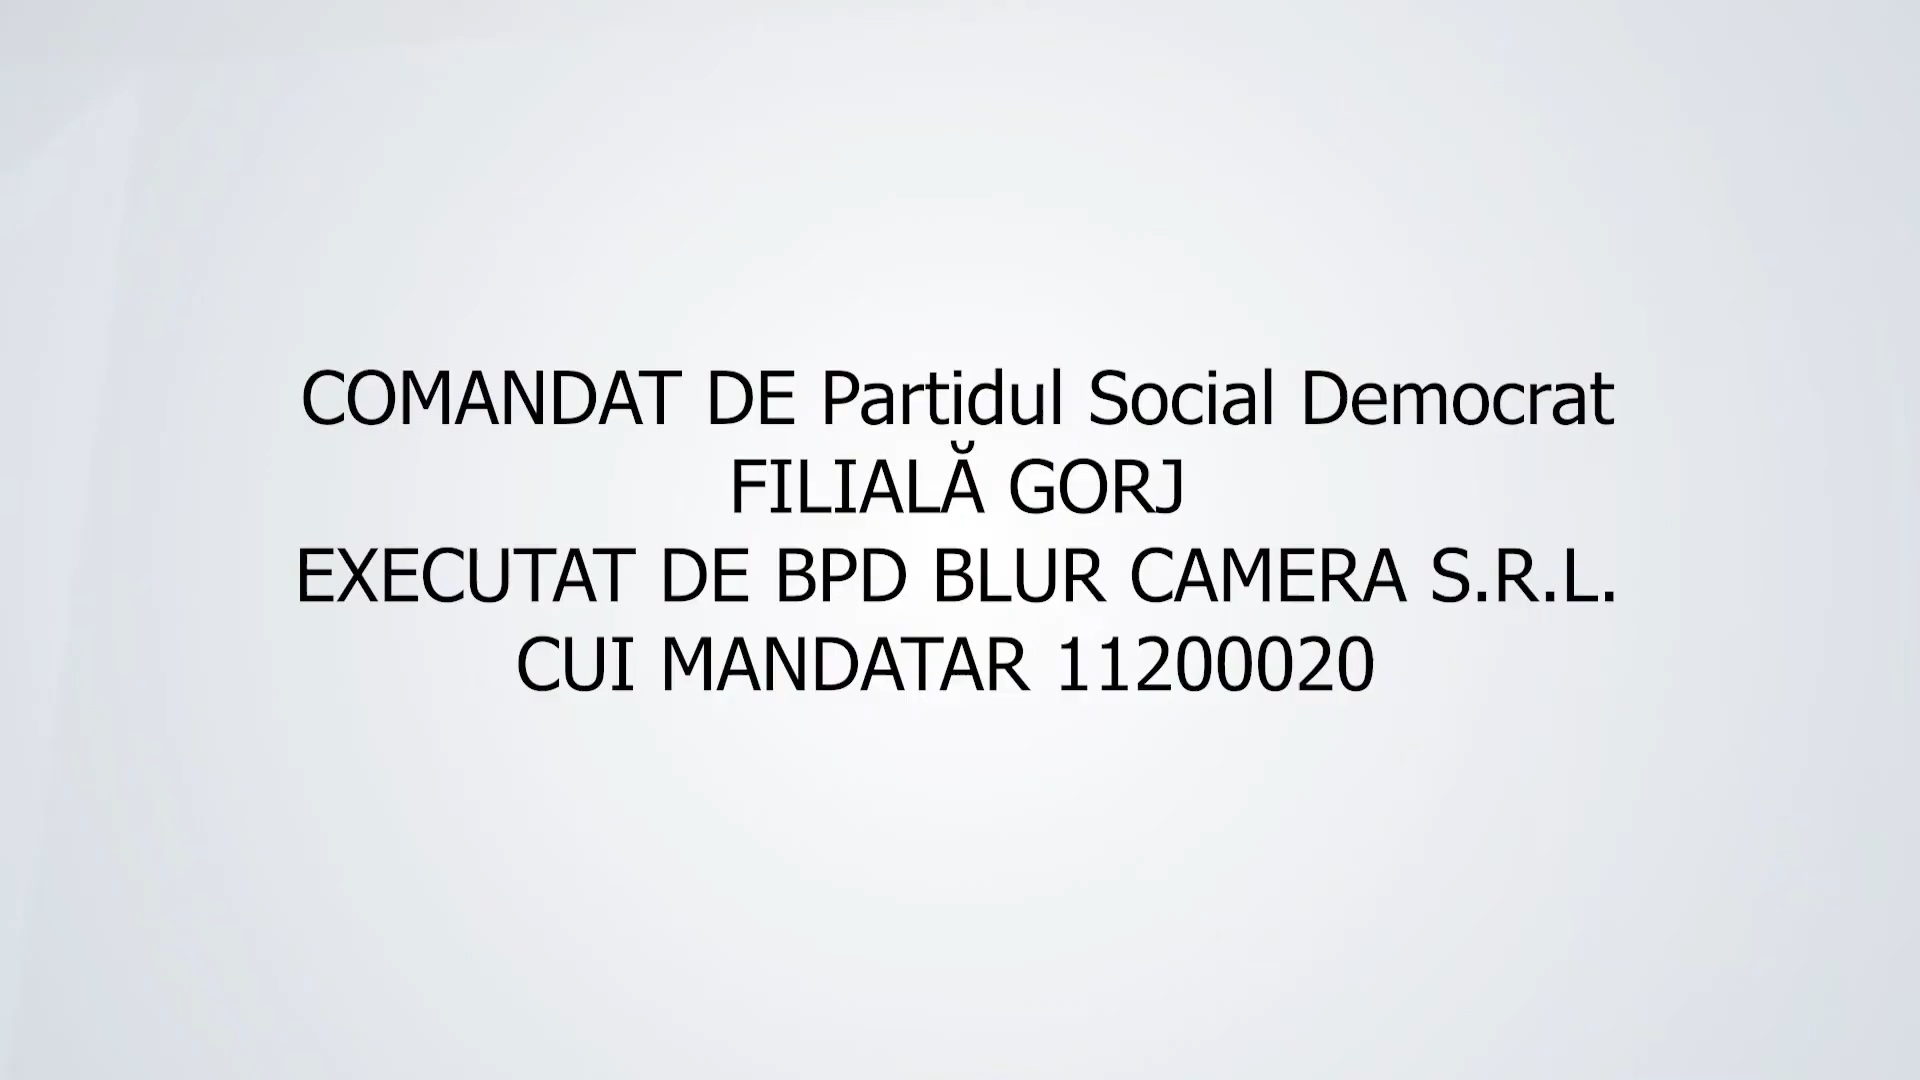 COMANDAT DE Partidul Social Democrat
FILIALĂ GORJ
EXECUTAT DE BPD BLUR CAMERA S.R.L.
CUI MANDATAR 11200020